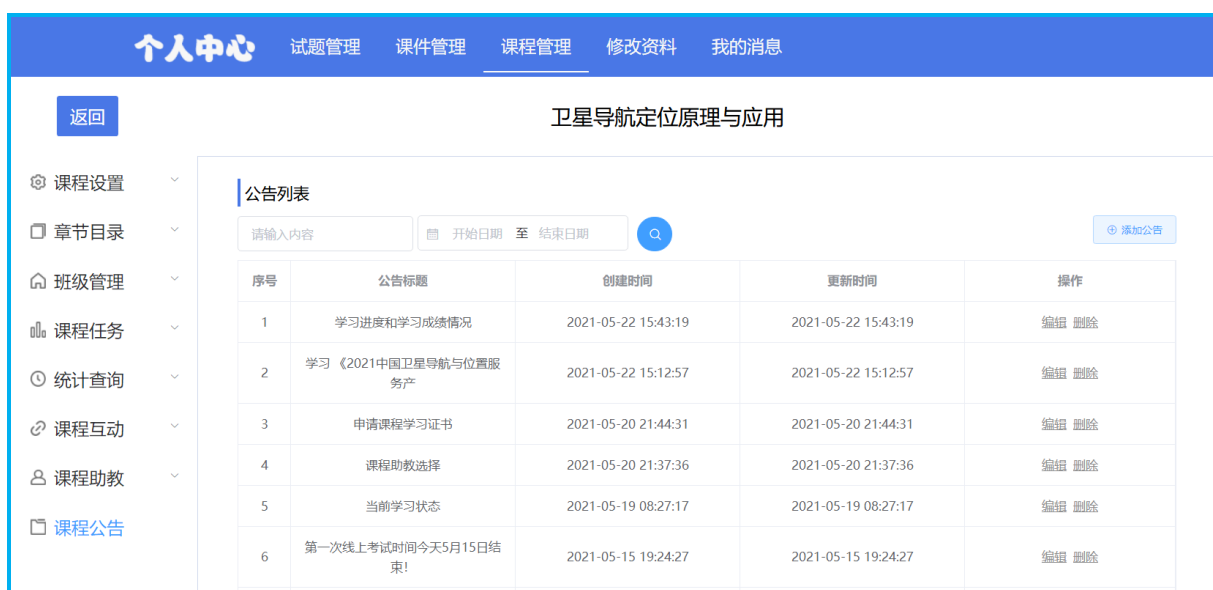 个人中心 试题管理 课件管理 课程管理 修改资料 我的消息
返回 卫星导航定位原理与应用
课程设置
章节目录
班级管理
课程任务
统计查询
课程互动
课程助教
课程公告
公告列表
请输入内容 开始日期 至 结束日期 添加公告
序号 公告标题 创建时间 更新时间 操作
1 学习进度和学习成绩情况 2021-05-22 15:43:19 2021-05-22 15:43:19 编辑 删除
2 学习 《2021中国卫星导航与位置服 2021-05-22 15:12:57 2021-05-22 15:12:57 编辑 删除
务产
3 申请课程学习证书 2021-05-20 21:44:31 2021-05-20 21:44:31 编辑 删除
4 课程助教选择 2021-05-20 21:37:36 2021-05-20 21:37:36 编辑 删除
5 当前学习状态 2021-05-19 08:27:17 2021-05-19 08:27:17 编辑 删除
6 第一次线上考试时间今天5月15日结 2021-05-15 19:24:27 2021-05-15 19:24:27 编辑 删除
束!